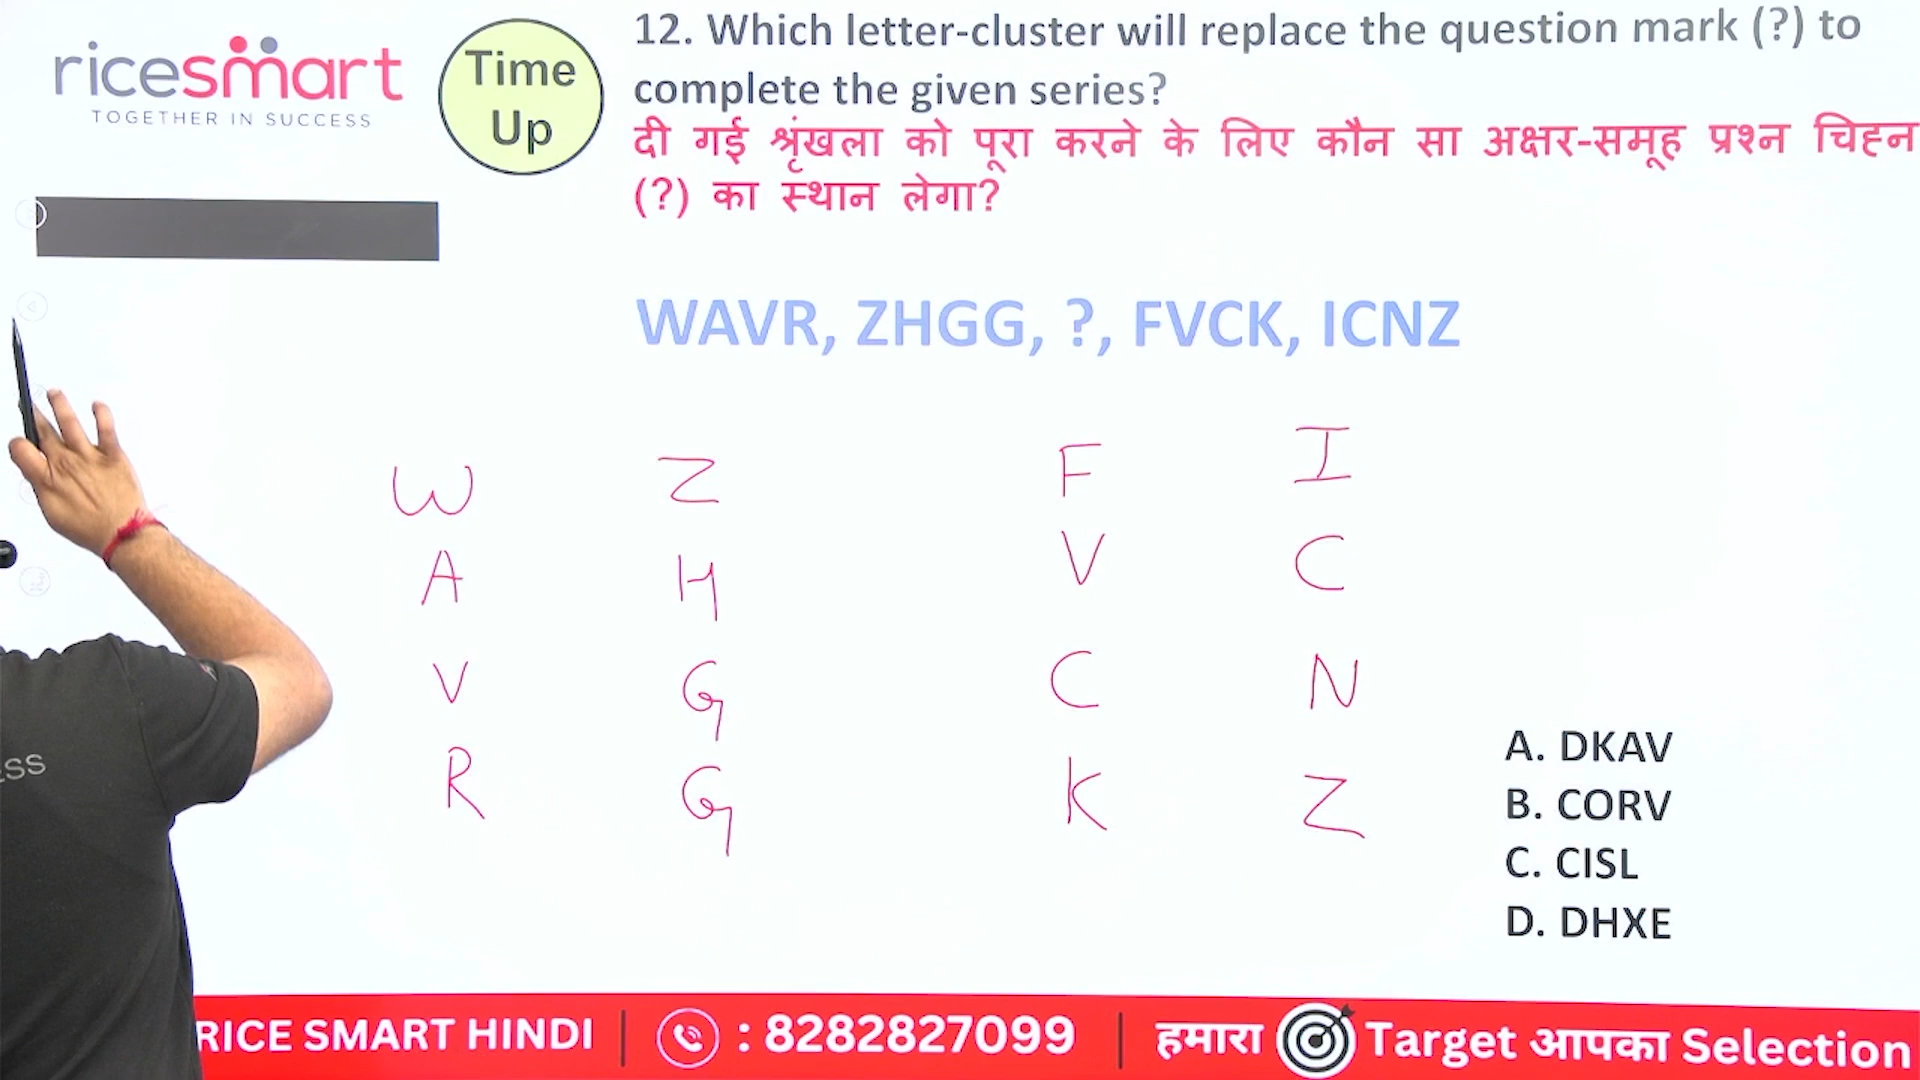 ricesmart
TOGETHER IN SUCCESS
Time
Up
12. Which letter-cluster will replace the question mark (?) to
complete the given series?
दी गई श्रृंखला को पूरा करने के लिए कौन सा अक्षर-समूह प्रश्न चिह्न
(?) का स्थान लेगा?
WAVR, ZHGG, ?, FVCK, ICNZ
W Z F I
A H V C
V G C N
R G K Z
A. DKAV
B. CORV
C. CISL
D. DHXE
RICE SMART HINDI : 8282827099 हमारा Target आपका Selection